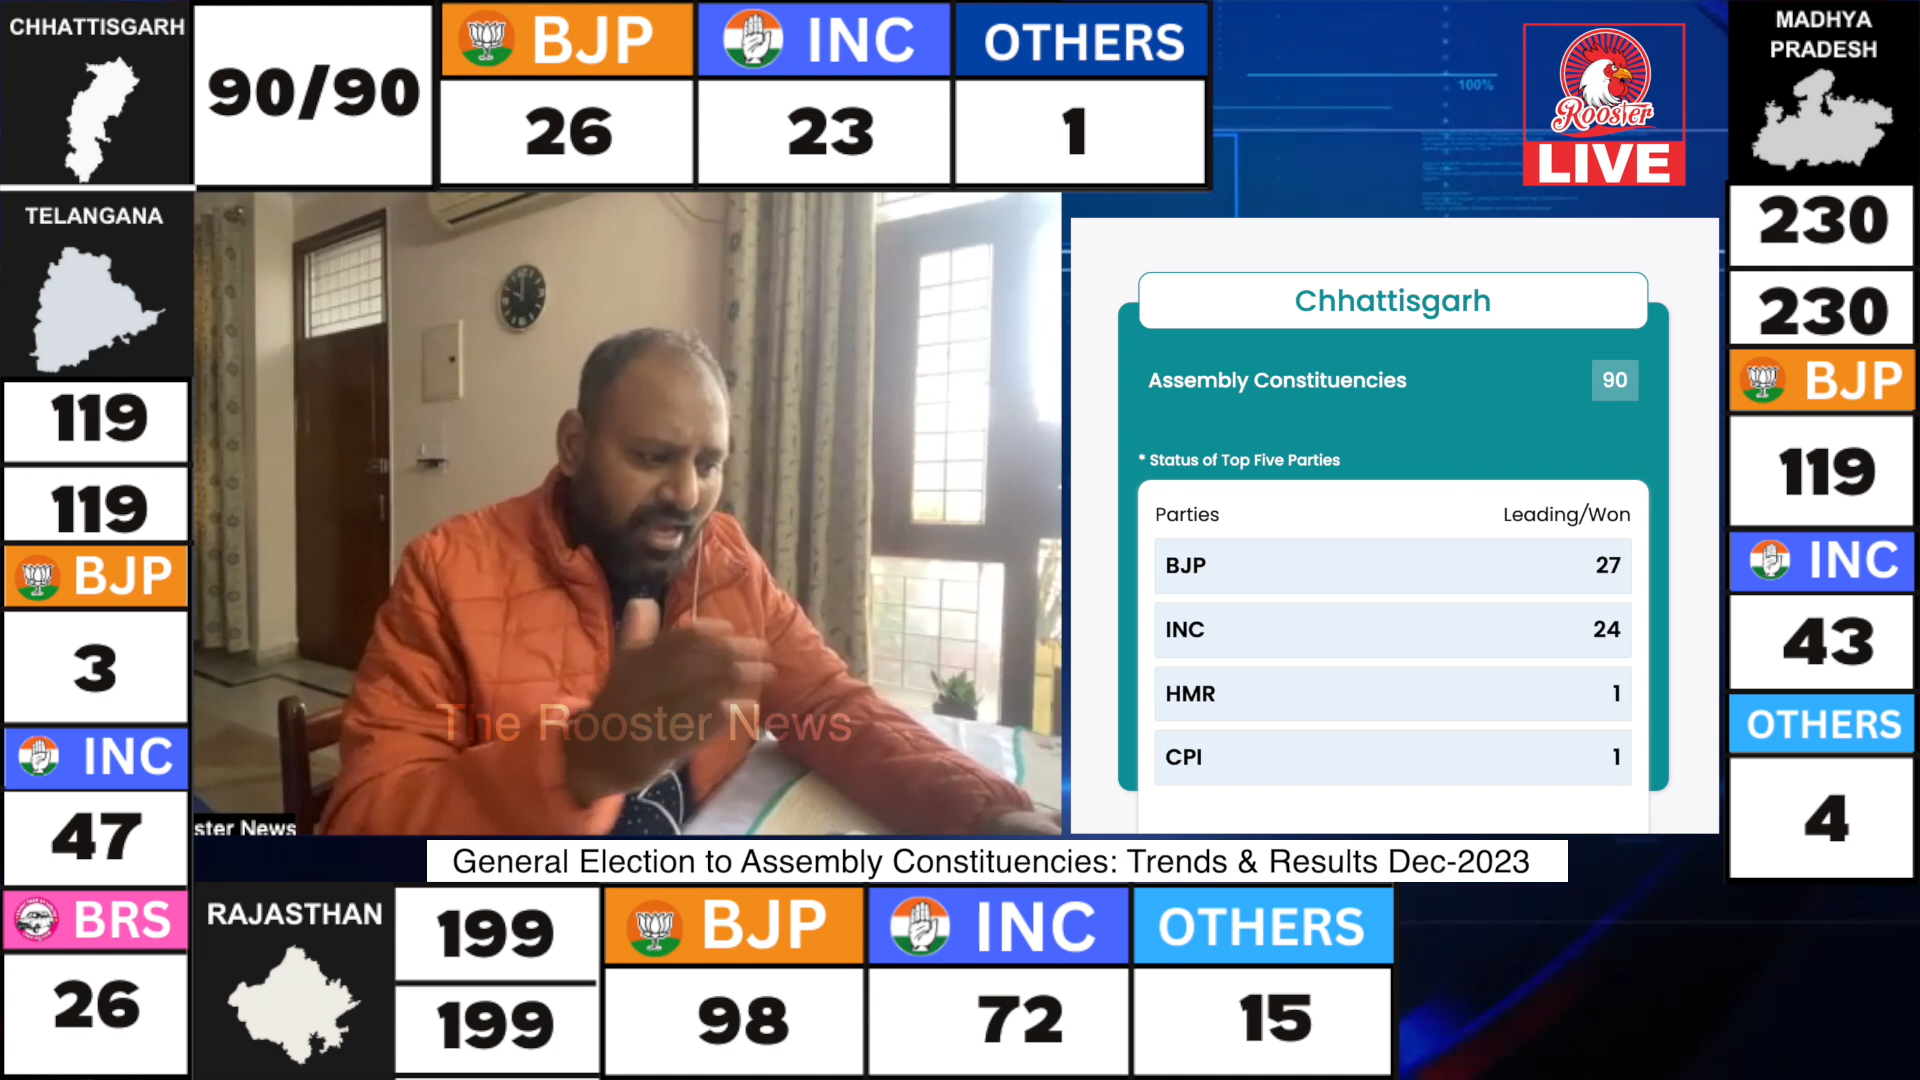 CHHATTISGARH
90/90
BJP
INC
OTHERS
26
23
1
100%
Rooster
LIVE
MADHYA
PRADESH
230
230
BJP
119
INC
43
OTHERS
4
TELANGANA
119
119
BJP
3
INC
47
BRS
26
The Rooster News
ster News
Chhattisgarh
Assembly Constituencies 90
* Status of Top Five Parties
Parties Leading/Won
BJP 27
INC 24
HMR 1
CPI 1
General Election to Assembly Constituencies: Trends & Results Dec-2023
RAJASTHAN
199
199
BJP
INC
OTHERS
98
72
15